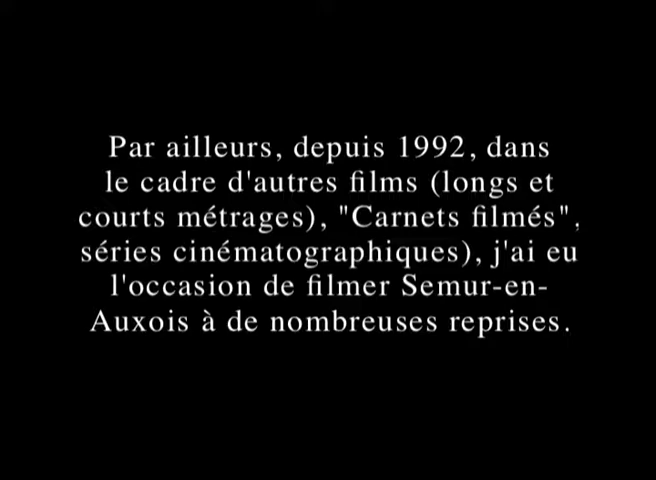 Par ailleurs, depuis 1992, dans
le cadre d'autres films (longs et
courts métrages), "Carnets filmés",
séries cinématographiques), j'ai eu
l'occasion de filmer Semur-en-
Auxois à de nombreuses reprises.